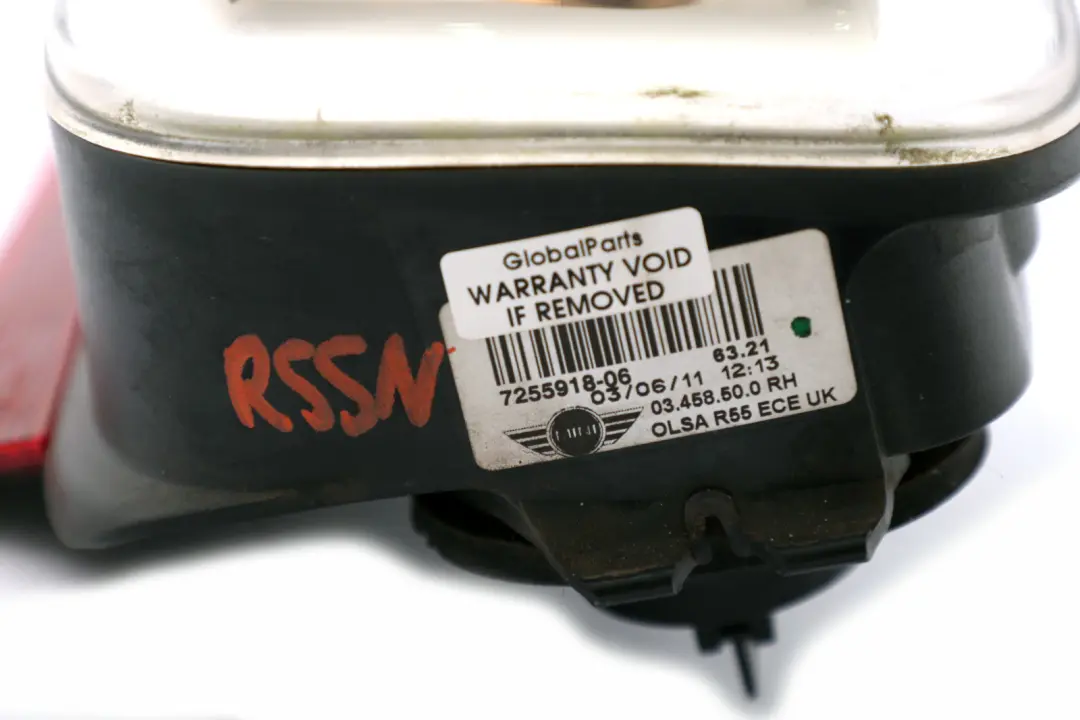 GlobalParts
WARRANTY VOID
IF REMOVED
R55N
63.21
7255918-06
03/06/11 12:13
03.458.50.0 RH
OLSA R55 ECE UK